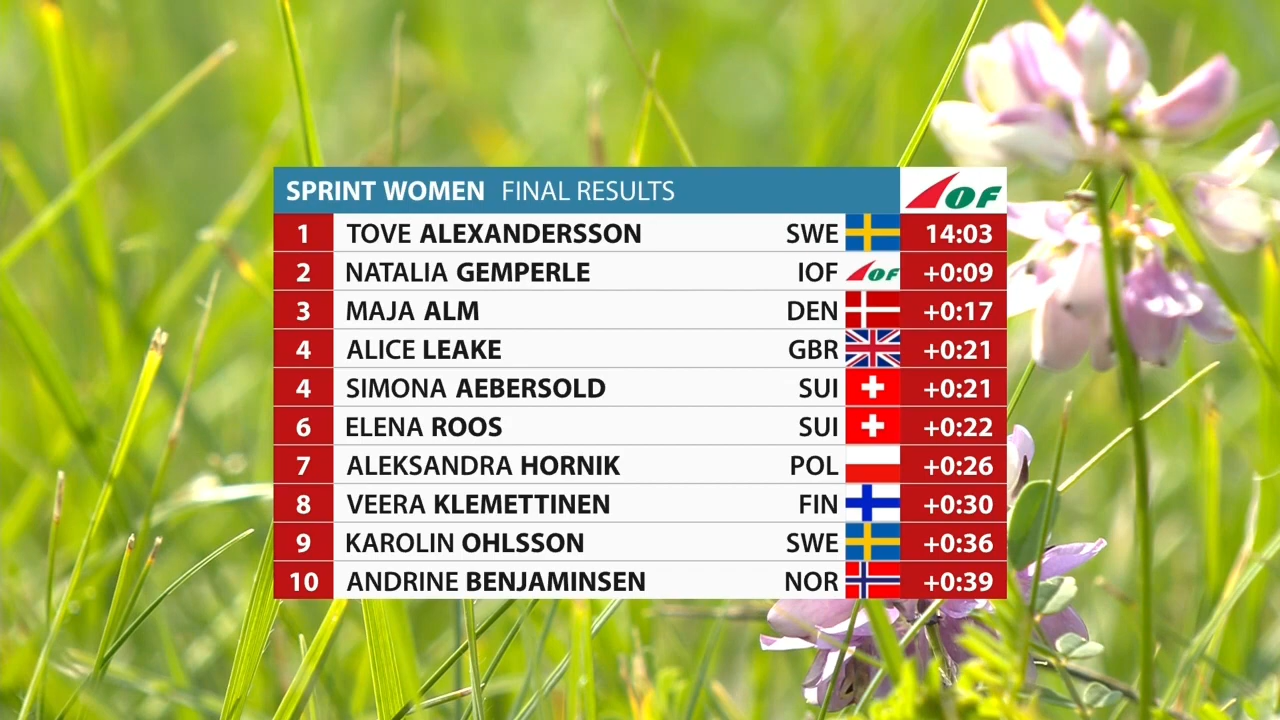 SPRINT WOMEN FINAL RESULTS IOF
1 TOVE ALEXANDERSSON SWE 14:03
2 NATALIA GEMPERLE IOF IOF +0:09
3 MAJA ALM DEN +0:17
4 ALICE LEAKE GBR +0:21
4 SIMONA AEBERSOLD SUI +0:21
6 ELENA ROOS SUI +0:22
7 ALEKSANDRA HORNIK POL +0:26
8 VEERA KLEMETTINEN FIN +0:30
9 KAROLIN OHLSSON SWE +0:36
10 ANDRINE BENJAMINSEN NOR +0:39